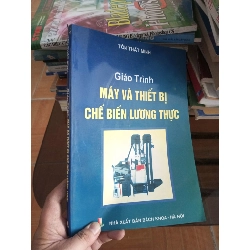 TÔN THẤT MINH
Giáo Trình
MÁY VÀ THIẾT BỊ
CHẾ BIẾN LƯƠNG THỰC
NHÀ XUẤT BẢN BÁCH KHOA - HÀ NỘI